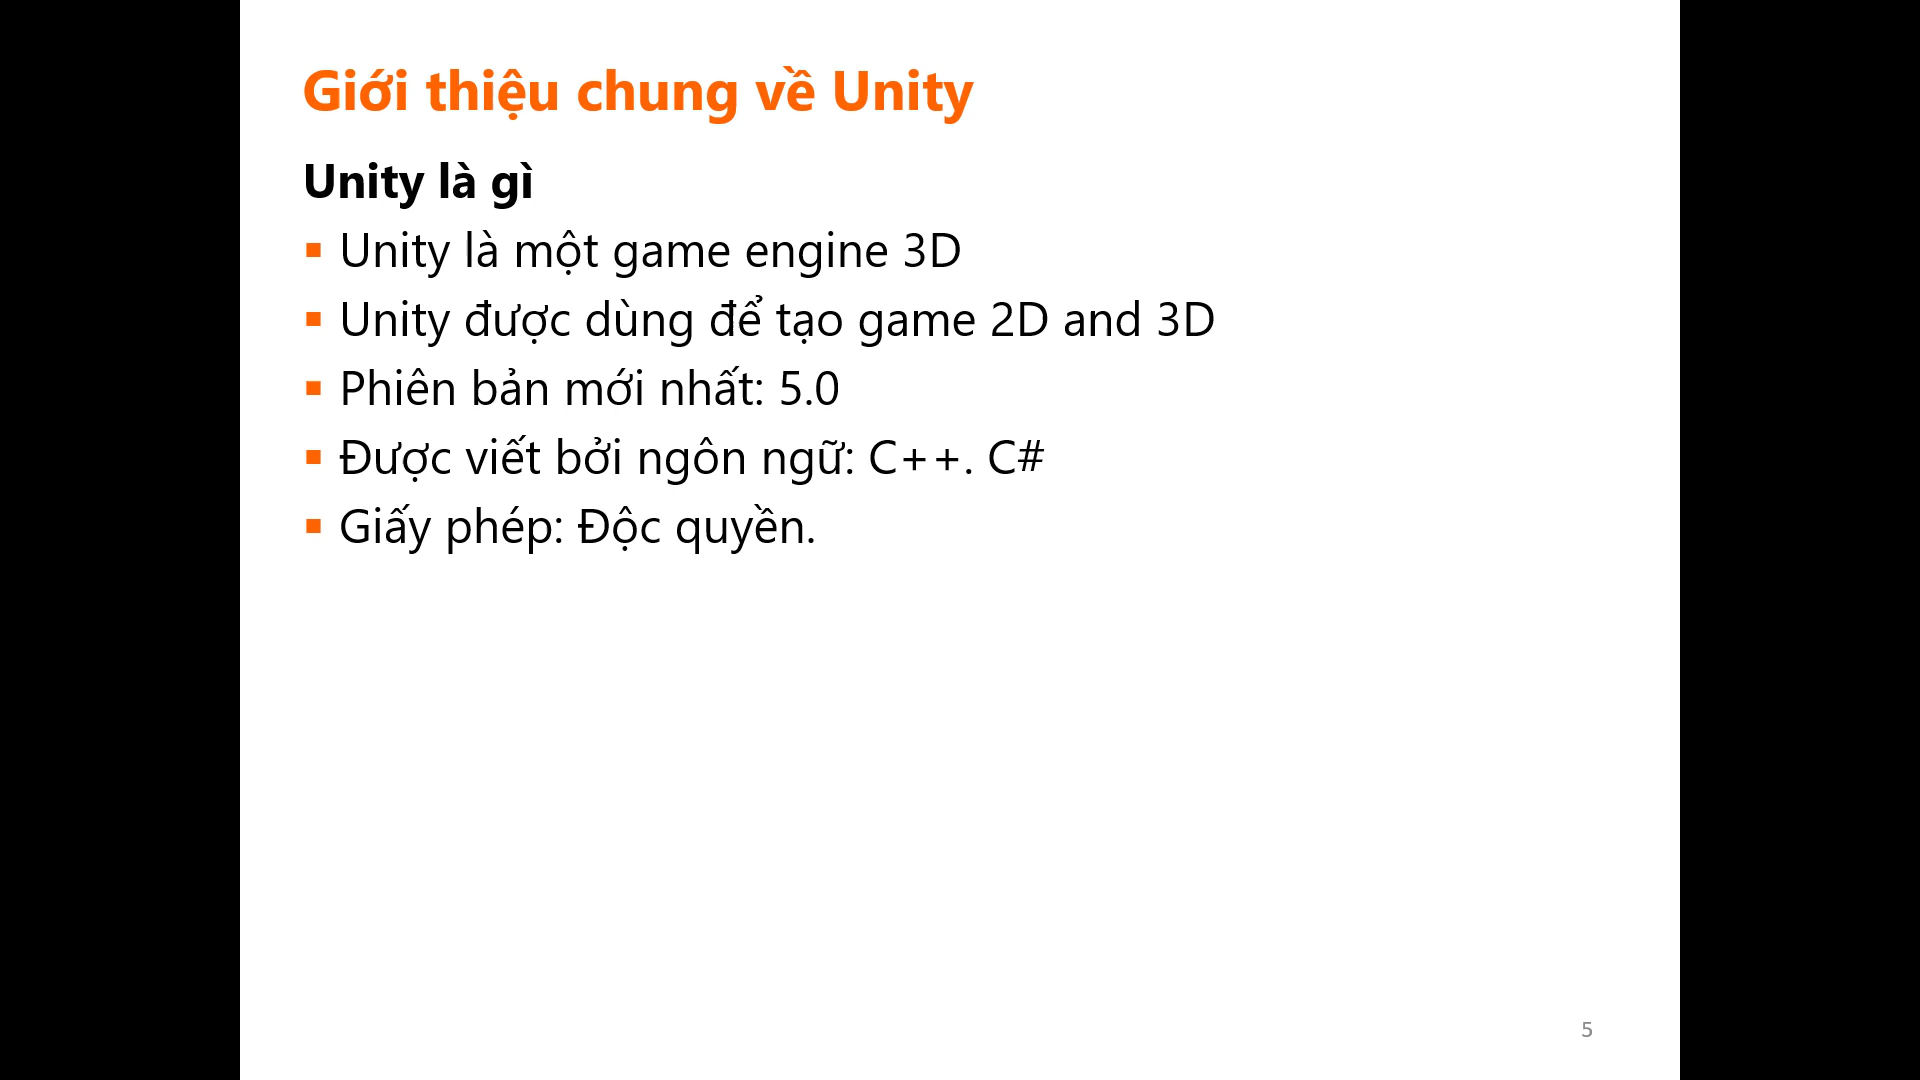 Giới thiệu chung về Unity
Unity là gì
▪ Unity là một game engine 3D
▪ Unity được dùng để tạo game 2D and 3D
▪ Phiên bản mới nhất: 5.0
▪ Được viết bởi ngôn ngữ: C++. C#
▪ Giấy phép: Độc quyền.
5